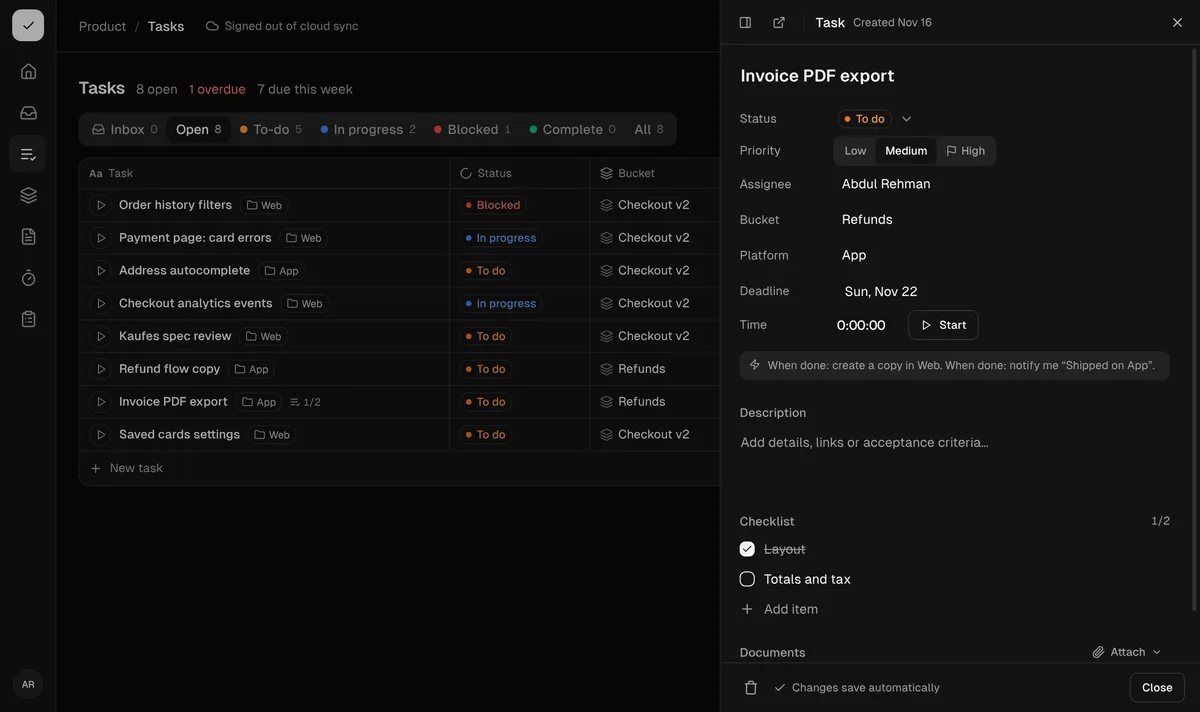 Product / Tasks Signed out of cloud sync
Tasks 8 open 1 overdue 7 due this week
Inbox 0 Open 8 To-do 5 In progress 2 Blocked 1 Complete 0 All 8
Aa Task Status Bucket
Order history filters Web Blocked Checkout v2
Payment page: card errors Web In progress Checkout v2
Address autocomplete App To do Checkout v2
Checkout analytics events Web In progress Checkout v2
Kaufes spec review Web To do Checkout v2
Refund flow copy App To do Refunds
Invoice PDF export App 1/2 To do Refunds
Saved cards settings Web To do Checkout v2
New task
AR
Task Created Nov 16
Invoice PDF export
Status To do
Priority Low Medium High
Assignee Abdul Rehman
Bucket Refunds
Platform App
Deadline Sun, Nov 22
Time 0:00:00 Start
When done: create a copy in Web. When done: notify me “Shipped on App”.
Description
Add details, links or acceptance criteria…
Checklist 1/2
Layout
Totals and tax
Add item
Documents Attach
Changes save automatically Close